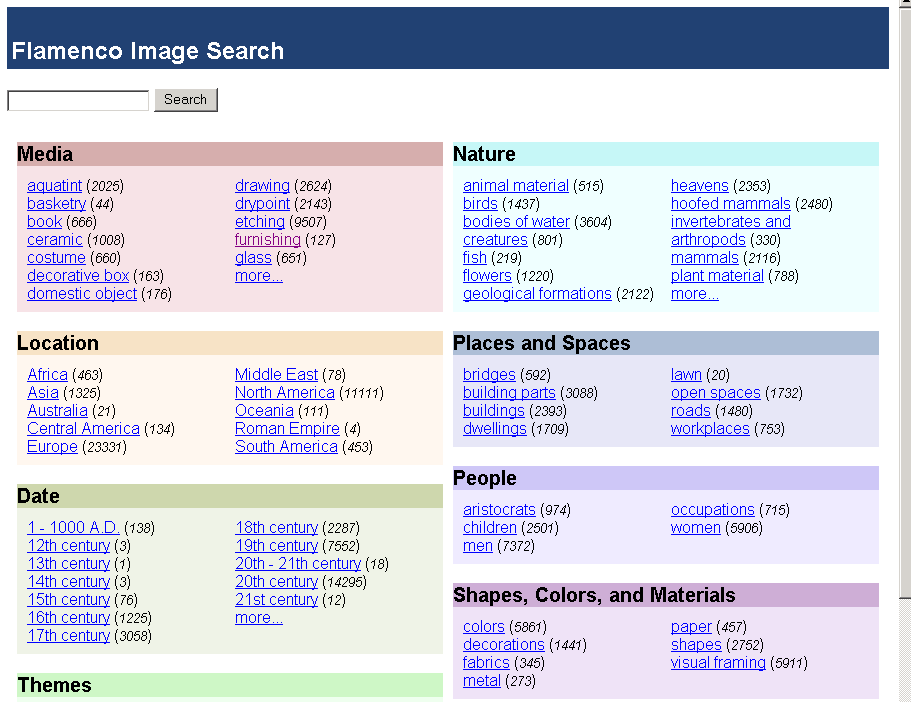 Flamenco Image Search
Search
Media
aquatint (2025)
basketry (44)
book (666)
ceramic (1008)
costume (660)
decorative box (163)
domestic object (176)
drawing (2624)
drypoint (2143)
etching (9507)
furnishing (127)
glass (651)
more...
Nature
animal material (515)
birds (1437)
bodies of water (3604)
creatures (801)
fish (219)
flowers (1220)
geological formations (2122)
heavens (2353)
hoofed mammals (2480)
invertebrates and
arthropods (330)
mammals (2116)
plant material (788)
more...
Location
Africa (463)
Asia (1325)
Australia (21)
Central America (134)
Europe (23331)
Middle East (78)
North America (11111)
Oceania (111)
Roman Empire (4)
South America (453)
Places and Spaces
bridges (592)
building parts (3088)
buildings (2393)
dwellings (1709)
lawn (20)
open spaces (1732)
roads (1480)
workplaces (753)
Date
1 - 1000 A.D. (138)
12th century (3)
13th century (1)
14th century (3)
15th century (76)
16th century (1225)
17th century (3058)
18th century (2287)
19th century (7552)
20th - 21th century (18)
20th century (14295)
21st century (12)
more...
People
aristocrats (974)
children (2501)
men (7372)
occupations (715)
women (5906)
Shapes, Colors, and Materials
colors (5861)
decorations (1441)
fabrics (345)
metal (273)
paper (457)
shapes (2752)
visual framing (5911)
Themes